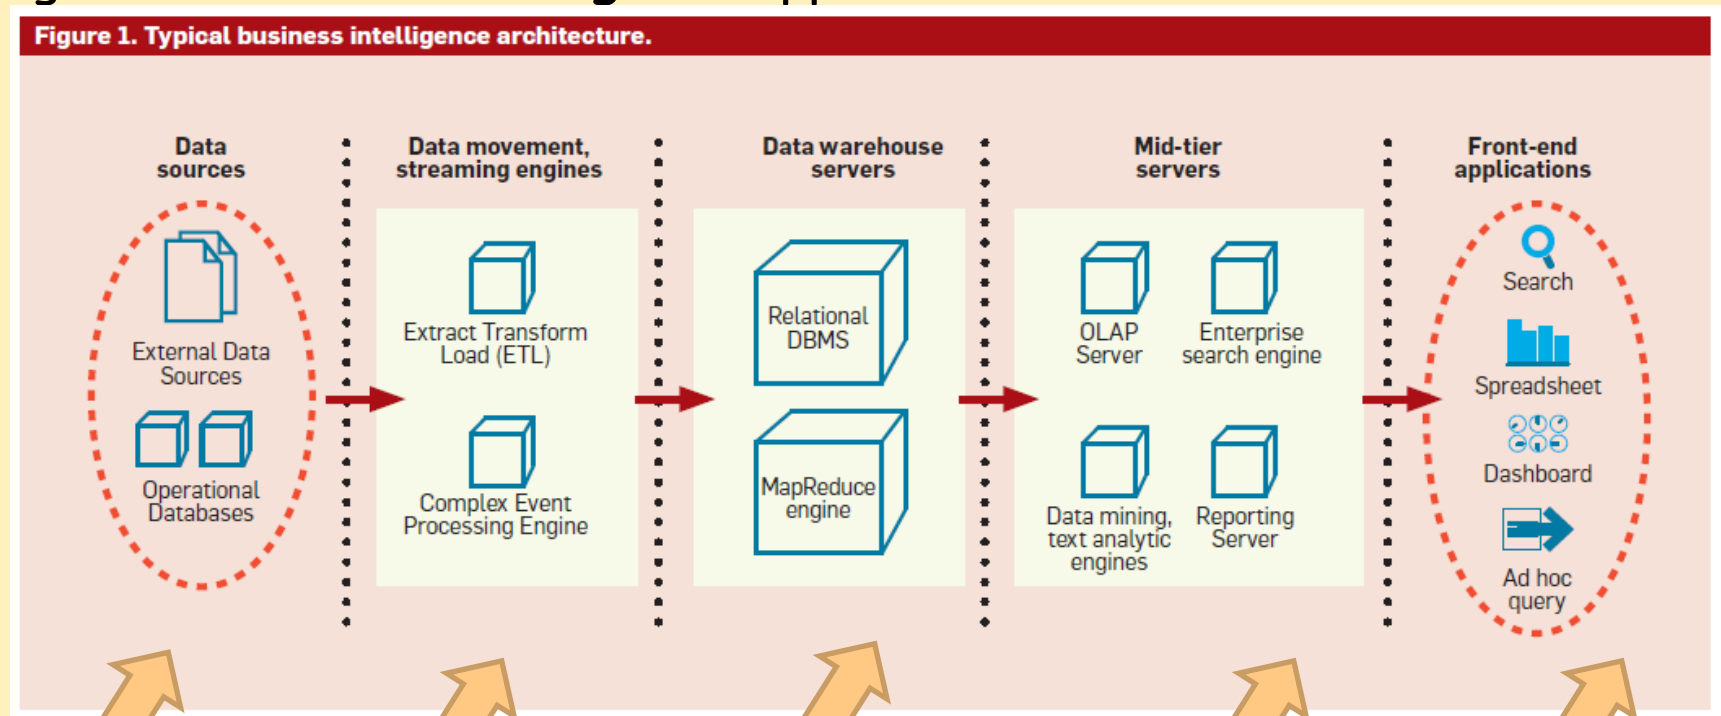 Figure 1. Typical business intelligence architecture.
Data
sources
External Data
Sources
Operational
Databases
Data movement,
streaming engines
Extract Transform
Load (ETL)
Complex Event
Processing Engine
Data warehouse
servers
Relational
DBMS
MapReduce
engine
Mid-tier
servers
OLAP
Server
Enterprise
search engine
Data mining,
text analytic
engines
Reporting
Server
Front-end
applications
Search
Spreadsheet
Dashboard
Ad hoc
query